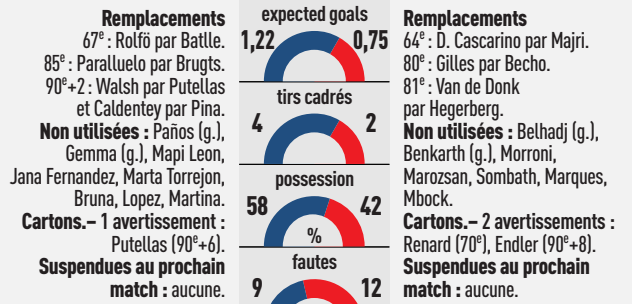 Remplacements
67e : Rolfö par Batlle.
85e : Paralluelo par Brugts.
90e+2 : Walsh par Putellas
et Caldentey par Pina.
Non utilisées : Paños (g.),
Gemma (g.), Mapi Leon,
Jana Fernandez, Marta Torrejon,
Bruna, Lopez, Martina.
Cartons.– 1 avertissement :
Putellas (90e+6).
Suspendues au prochain
match : aucune.
expected goals
1,22 0,75
tirs cadrés
4 2
possession
58 42
%
fautes
9 12
Remplacements
64e : D. Cascarino par Majri.
80e : Gilles par Becho.
81e : Van de Donk
par Hegerberg.
Non utilisées : Belhadj (g.),
Benkarth (g.), Morroni,
Marozsan, Sombath, Marques,
Mbock.
Cartons.– 2 avertissements :
Renard (70e), Endler (90e+8).
Suspendues au prochain
match : aucune.